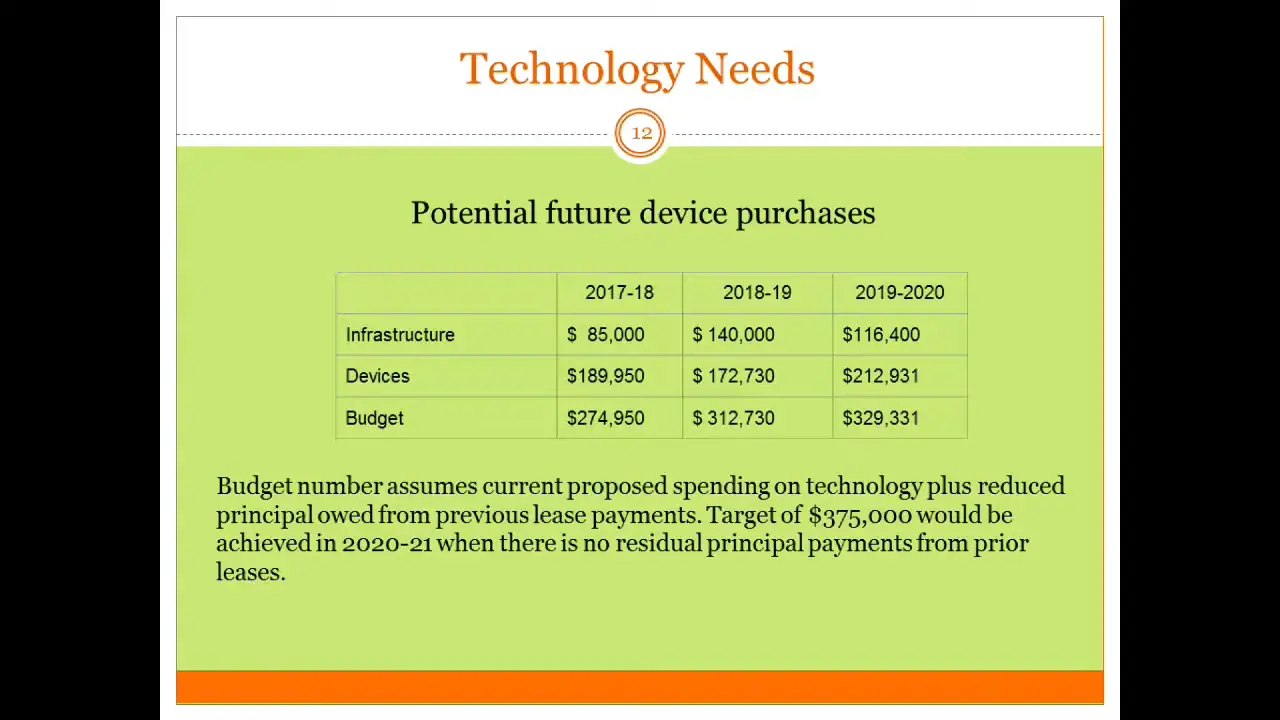 Technology Needs
12
Potential future device purchases
2017-18 2018-19 2019-2020
Infrastructure $ 85,000 $ 140,000 $116,400
Devices $189,950 $ 172,730 $212,931
Budget $274,950 $ 312,730 $329,331
Budget number assumes current proposed spending on technology plus reduced
principal owed from previous lease payments. Target of $375,000 would be
achieved in 2020-21 when there is no residual principal payments from prior
leases.